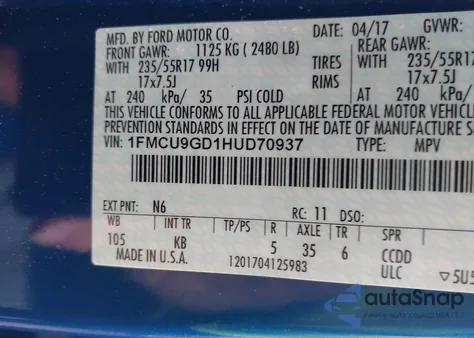 MFD. BY FORD MOTOR CO.
DATE: 04/17 GVWR:
FRONT GAWR: 1125 KG ( 2480 LB) REAR GAWR:
WITH 235/55R17 99H TIRES WITH 235/55R17
17x7.5J RIMS 17x7.5J
AT 240 kPa/ 35 PSI COLD AT 240 kPa/
THIS VEHICLE CONFORMS TO ALL APPLICABLE FEDERAL MOTOR
PREVENTION STANDARDS IN EFFECT ON THE DATE OF MANUFACTURE S
VIN: 1FMCU9GD1HUD70937 TYPE: MPV
EXT PNT: N6 RC: 11 DSO:
WB INT TR TP/PS R AXLE TR SPR
105 KB 5 35 6 CCDD
MADE IN U.S.A. 1201704125983 ULC ▽5U5
autoSnap